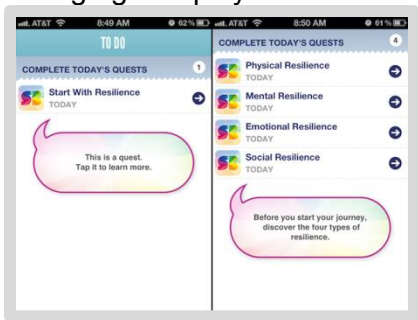 AT&T 8:49 AM 62%
TO DO
COMPLETE TODAY'S QUESTS 1
Start With Resilience
TODAY
This is a quest.
Tap it to learn more.
AT&T 8:50 AM 61%
COMPLETE TODAY'S QUESTS 4
Physical Resilience
TODAY
Mental Resilience
TODAY
Emotional Resilience
TODAY
Social Resilience
TODAY
Before you start your journey,
discover the four types of
resilience.